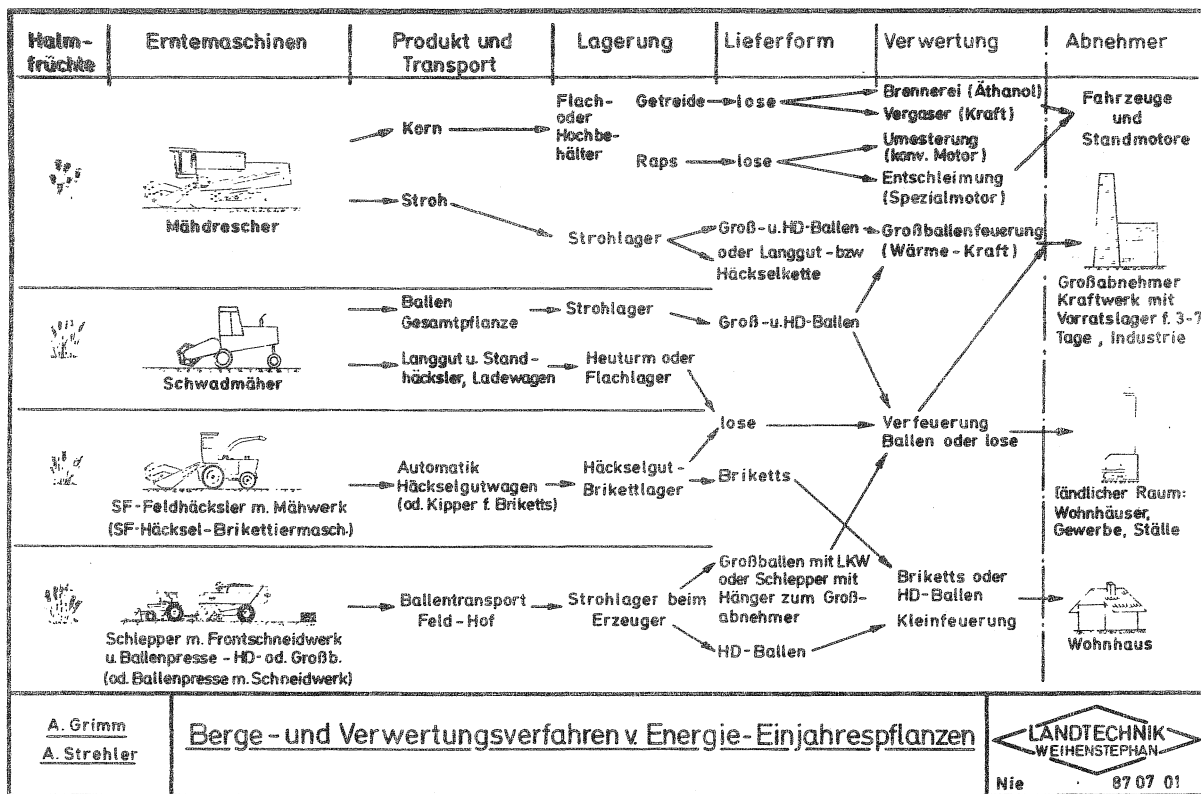 Halm-
früchte
Erntemaschinen
Produkt und
Transport
Lagerung
Lieferform
Verwertung
Abnehmer
Mähdrescher
Korn
Stroh
Flach-
oder
Hochbe-
hälter
Getreide
lose
Raps
lose
Brennerei (Äthanol)
Vergaser (Kraft)
Umesterung
(konv. Motor)
Entschleimung
(Spezialmotor)
Fahrzeuge
und
Standmotore
Strohlager
Groß-u.HD-Ballen
oder Langgut-bzw
Häckselkette
Großballenfeuerung
(Wärme-Kraft)
Großabnehmer
Kraftwerk mit
Vorratslager f. 3-7
Tage, Industrie
Schwadmäher
Ballen
Gesamtpflanze
Strohlager
Groß-u.HD-Ballen
Langgut u. Stand-
häcksler, Ladewagen
Heuturm oder
Flachlager
lose
Verfeuerung
Ballen oder lose
SF-Feldhäcksler m. Mähwerk
(SF-Häcksel-Brikettiermasch.)
Automatik
Häckselgutwagen
(od. Kipper f. Briketts)
Häckselgut-
Brikettlager
Briketts
ländlicher Raum:
Wohnhäuser,
Gewerbe, Ställe
Schlepper m. Frontschneidwerk
u. Ballenpresse - HD-od. Großb.
(od. Ballenpresse m. Schneidwerk)
Ballentransport
Feld-Hof
Strohlager beim
Erzeuger
Großballen mit LKW
oder Schlepper mit
Hänger zum Groß-
abnehmer
HD-Ballen
Briketts oder
HD-Ballen
Kleinfeuerung
Wohnhaus
A. Grimm
A. Strehler
Berge-und Verwertungsverfahren v. Energie-Einjahrespflanzen
LANDTECHNIK
WEIHENSTEPHAN
Nie 87 07 01